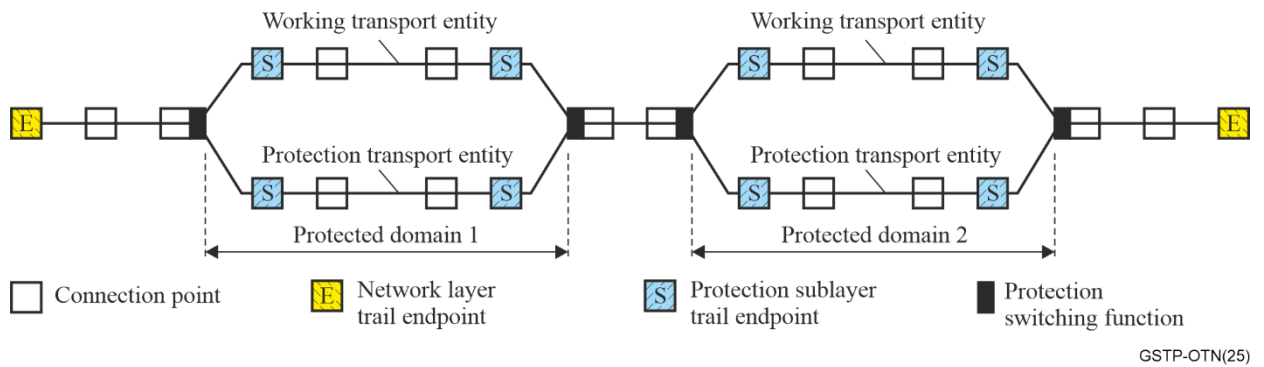 Working transport entity
Working transport entity
S
S
S
S
E
E
Protection transport entity
Protection transport entity
S
S
S
S
Protected domain 1
Protected domain 2
Connection point
E
Network layer
trail endpoint
S
Protection sublayer
trail endpoint
Protection
switching function
GSTP-OTN(25)